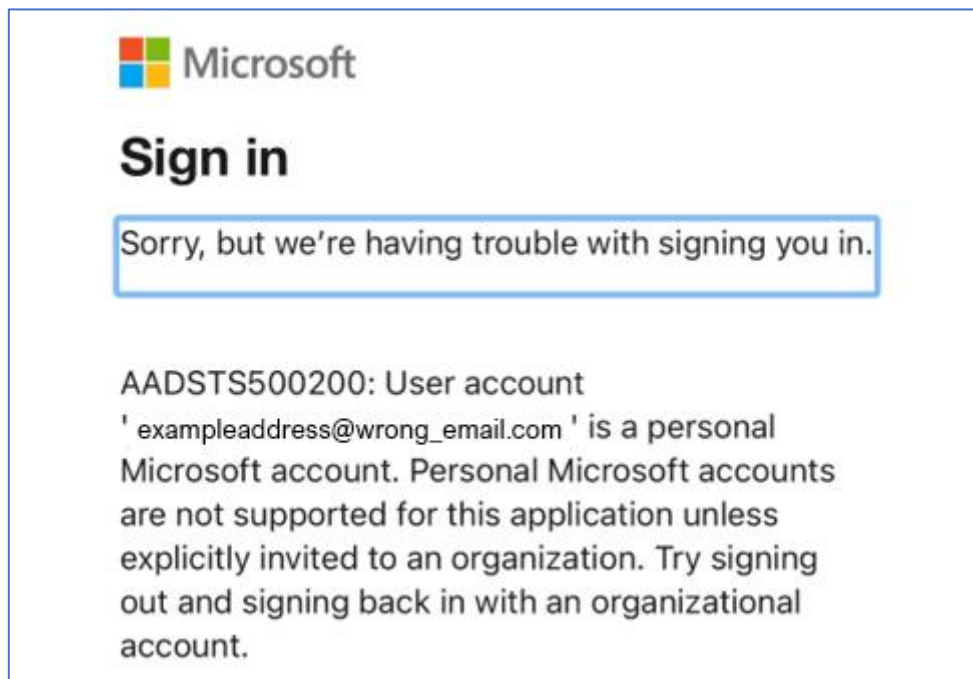 Microsoft
Sign in
Sorry, but we're having trouble with signing you in.
AADSTS500200: User account
' exampleaddress@wrong_email.com ' is a personal
Microsoft account. Personal Microsoft accounts
are not supported for this application unless
explicitly invited to an organization. Try signing
out and signing back in with an organizational
account.